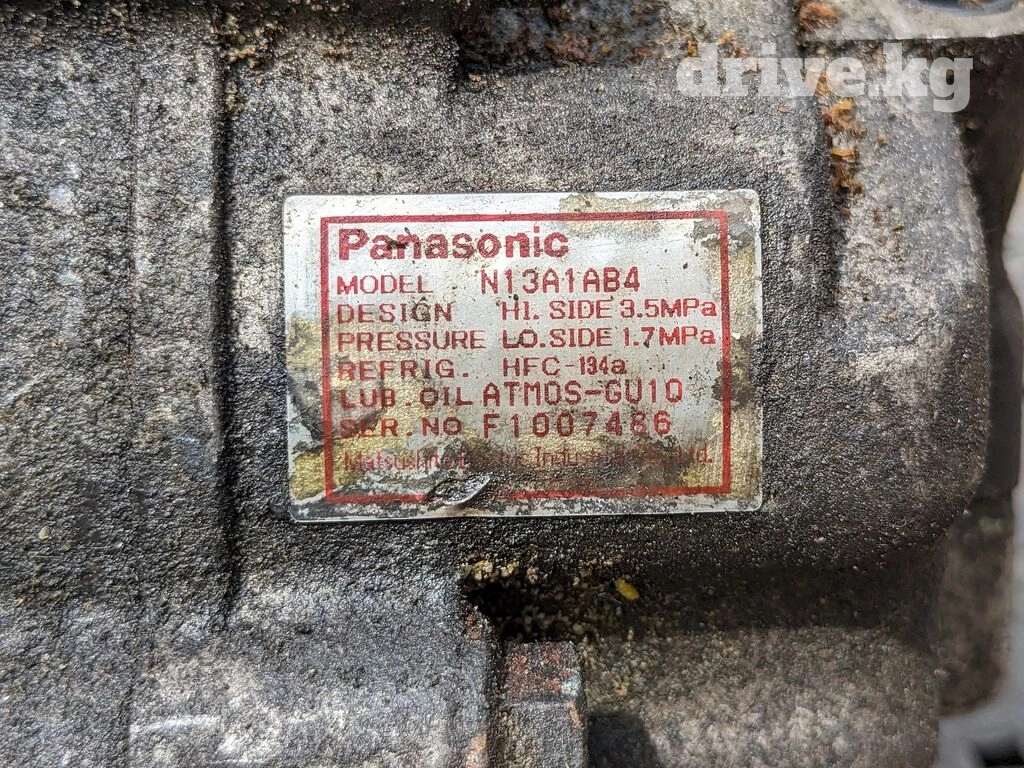 drive.kg
Panasonic
MODEL N13A1AB4
DESIGN HI. SIDE 3.5MPa
PRESSURE LO.SIDE 1.7MPa
REFRIG. HFC-134a
LUB.OIL ATMOS-GU10
SER.NO F1007486
Ltd.